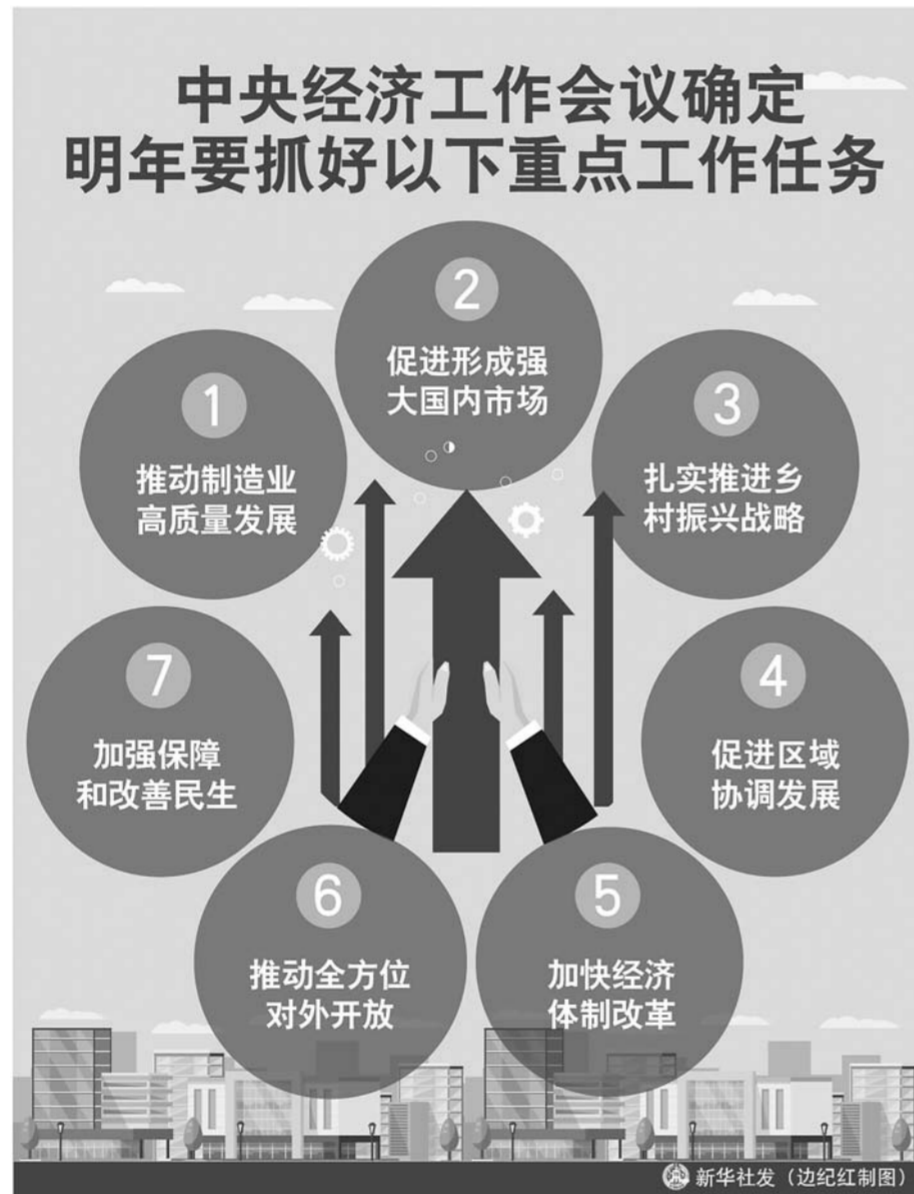 中央经济工作会议确定
明年要抓好以下重点工作任务
1
推动制造业
高质量发展
2
促进形成强
大国内市场
3
扎实推进乡
村振兴战略
4
促进区域
协调发展
5
加快经济
体制改革
6
推动全方位
对外开放
7
加强保障
和改善民生
新华社发（边纪红制图）